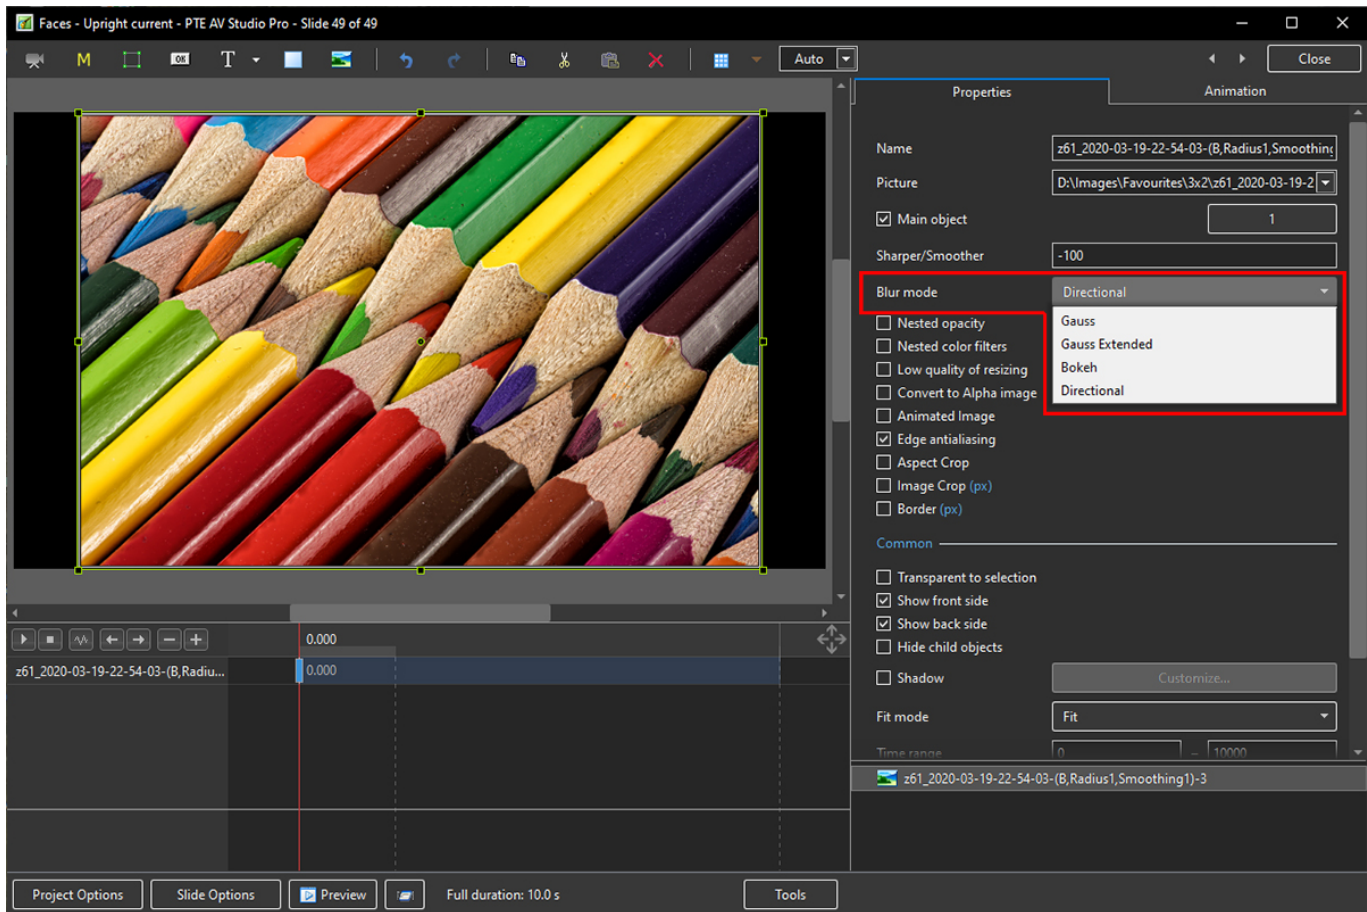 Faces - Upright current - PTE AV Studio Pro - Slide 49 of 49
M OK T Auto Close
Properties Animation
Name z61_2020-03-19-22-54-03-(B,Radius1,Smoothing
Picture D:\Images\Favourites\3x2\z61_2020-03-19-2
Main object 1
Sharper/Smoother -100
Blur mode Directional
Gauss
Gauss Extended
Bokeh
Directional
Nested opacity
Nested color filters
Low quality of resizing
Convert to Alpha image
Animated Image
Edge antialiasing
Aspect Crop
Image Crop (px)
Border (px)
Common
Transparent to selection
Show front side
Show back side
Hide child objects
Shadow Customize...
Fit mode Fit
Time range 0 – 10000
0.000
z61_2020-03-19-22-54-03-(B,Radiu... 0.000
z61_2020-03-19-22-54-03-(B,Radius1,Smoothing1)-3
Project Options Slide Options Preview Full duration: 10.0 s Tools